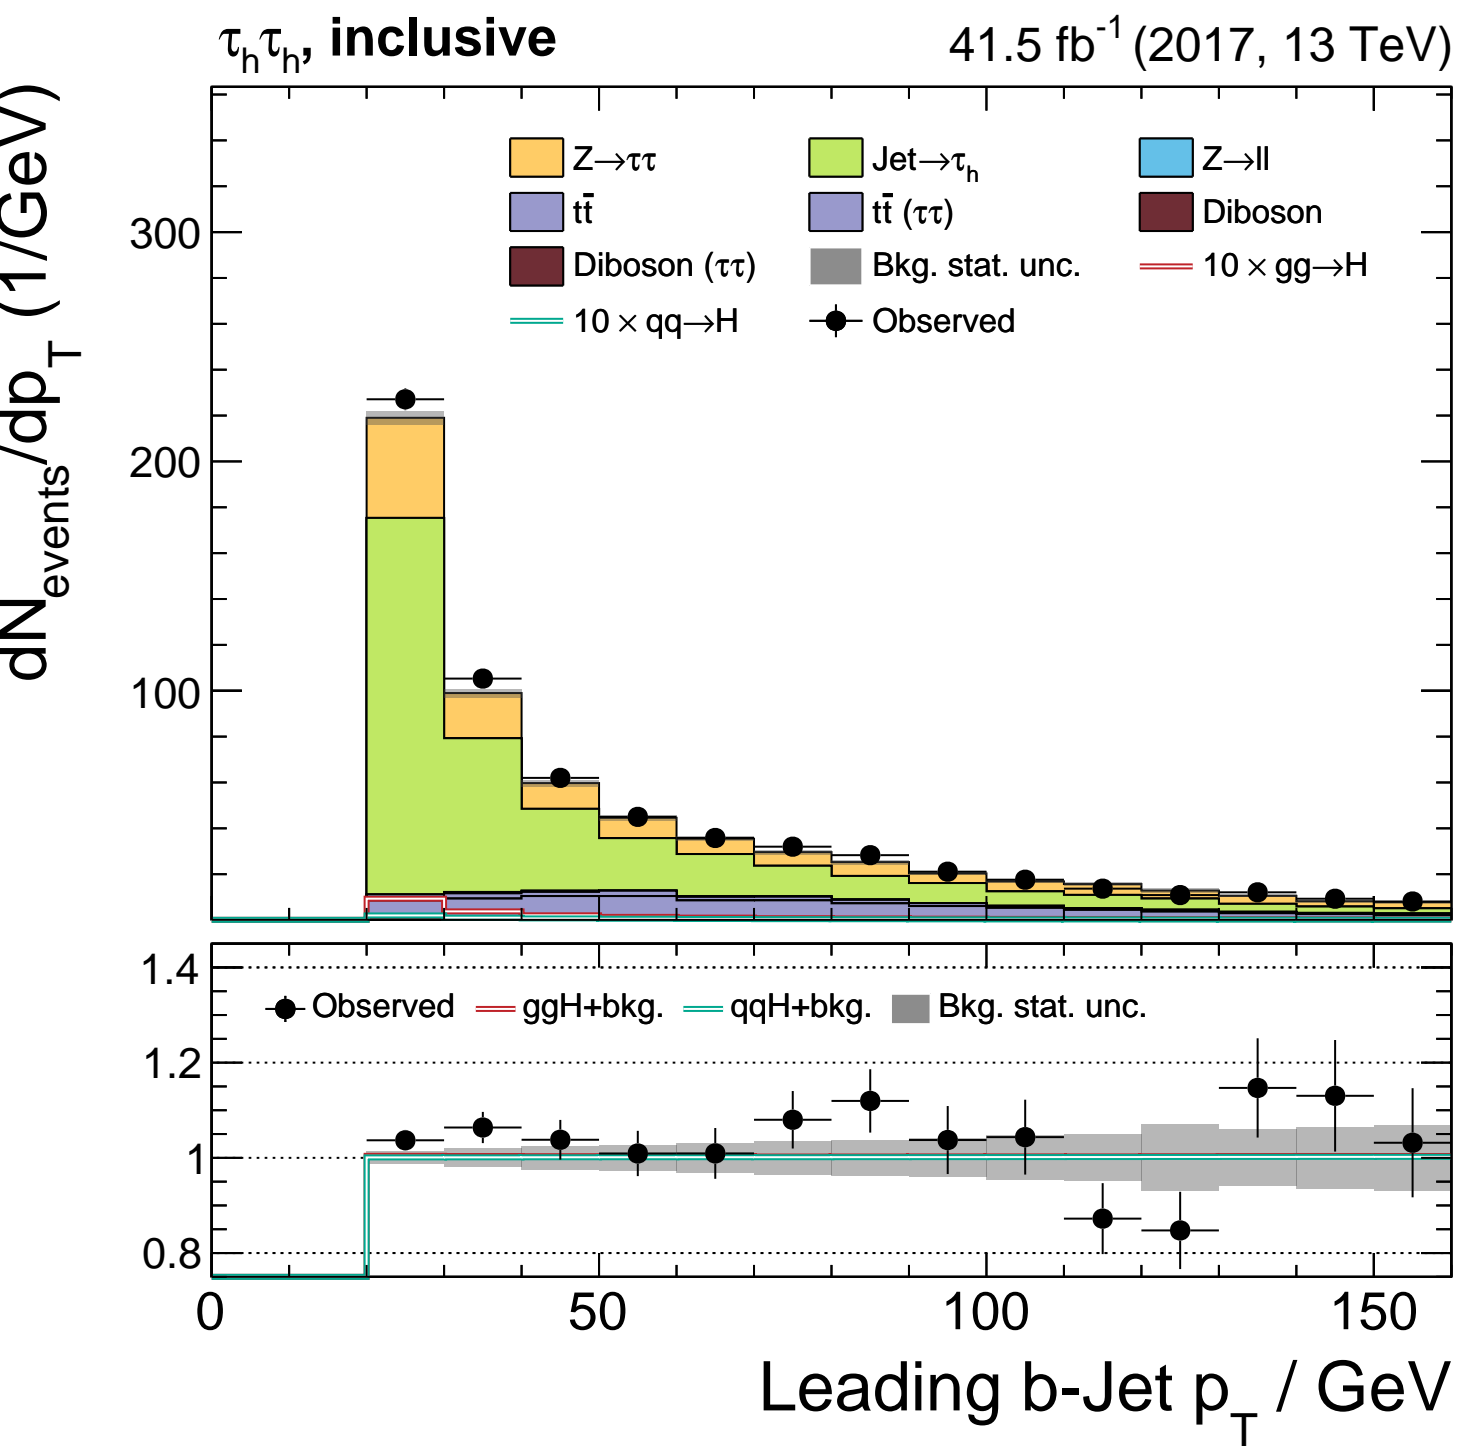 τhτh, inclusive 41.5 fb-1 (2017, 13 TeV)
dNevents/dpT (1/GeV)
300
200
100
Z→ττ Jet→τh Z→ll
tt̄ tt̄ (ττ) Diboson
Diboson (ττ) Bkg. stat. unc. 10 × gg→H
10 × qq→H Observed
1.4
1.2
1
0.8
Observed ggH+bkg. qqH+bkg. Bkg. stat. unc.
0 50 100 150
Leading b-Jet pT / GeV